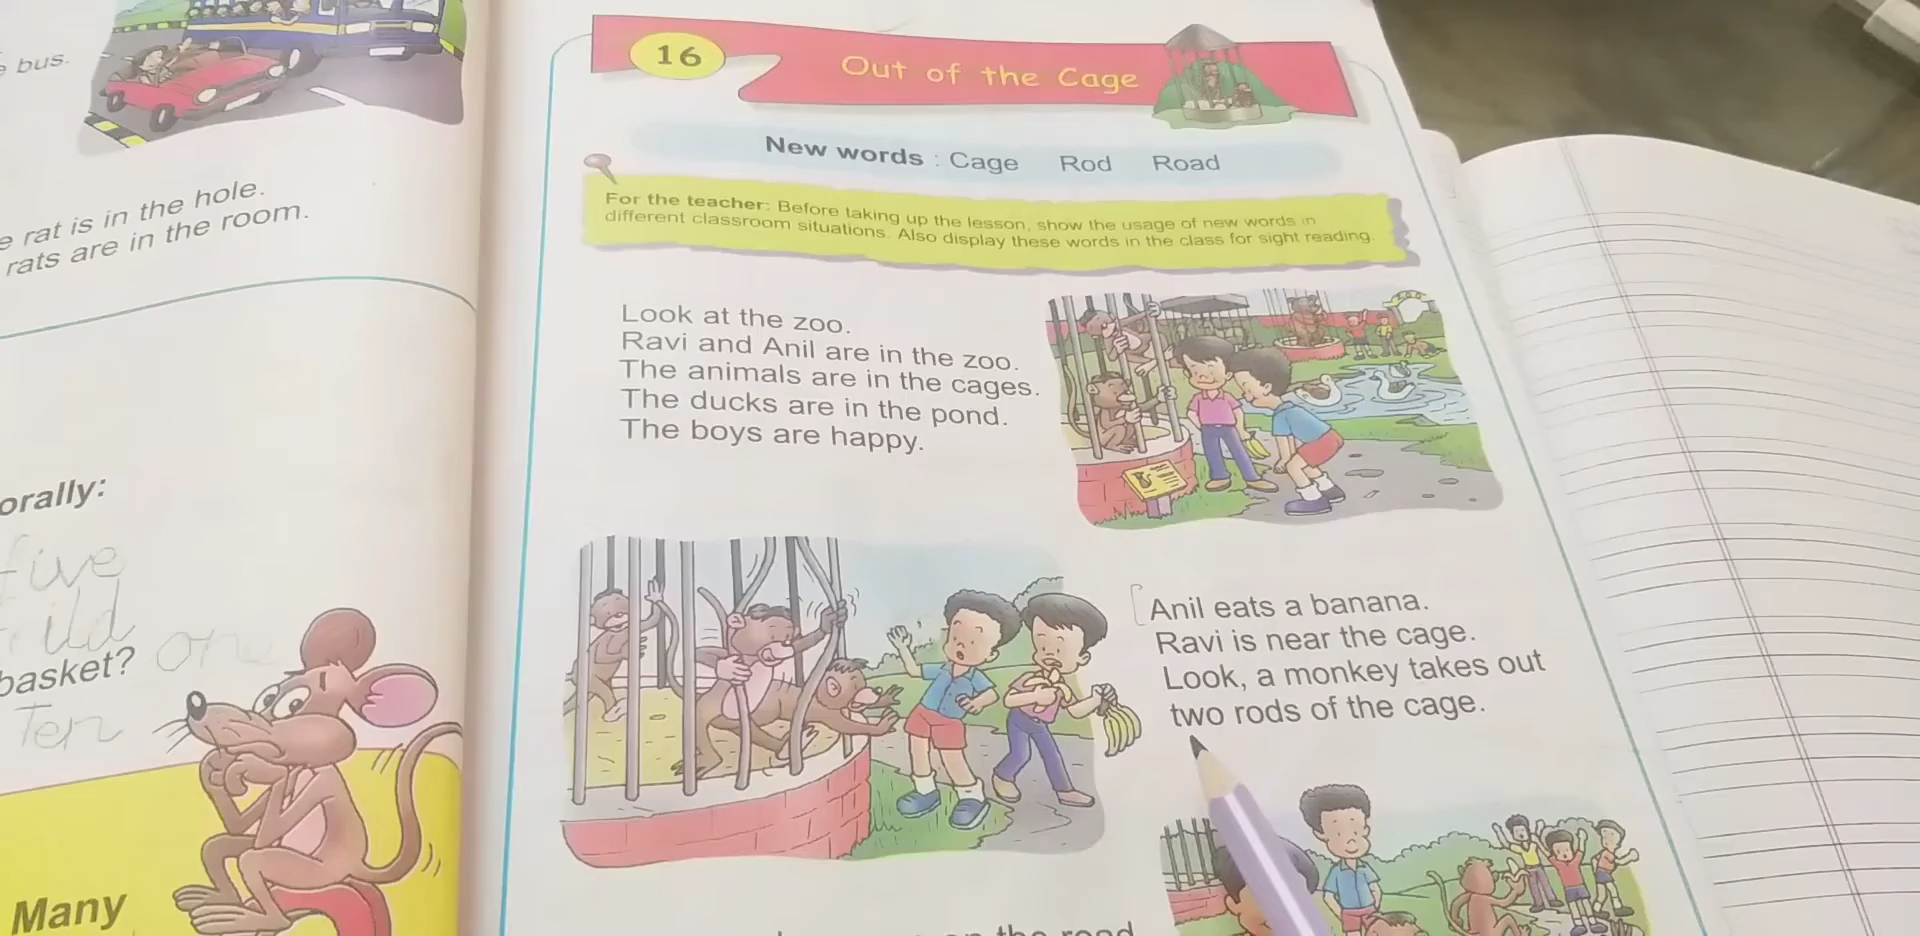 bus.
rat is in the hole.
rats are in the room.
orally:
five
basket?
one
Ten
Many
16
Out of the Cage
New words : Cage Rod Road
For the teacher: Before taking up the lesson, show the usage of new words in
different classroom situations. Also display these words in the class for sight reading.
Look at the zoo.
Ravi and Anil are in the zoo.
The animals are in the cages.
The ducks are in the pond.
The boys are happy.
ZOO
Anil eats a banana.
Ravi is near the cage.
Look, a monkey takes out
two rods of the cage.
the road